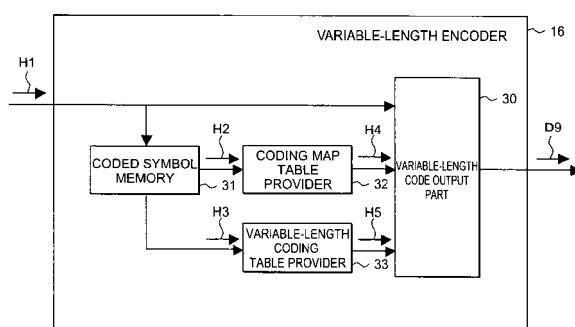 VARIABLE-LENGTH ENCODER
16
H1
30
D9
H2
H4
CODED SYMBOL
MEMORY
31
CODING MAP
TABLE
PROVIDER
32
VARIABLE-LENGTH
CODE OUTPUT
PART
H3
H5
VARIABLE-LENGTH
CODING
TABLE PROVIDER
33